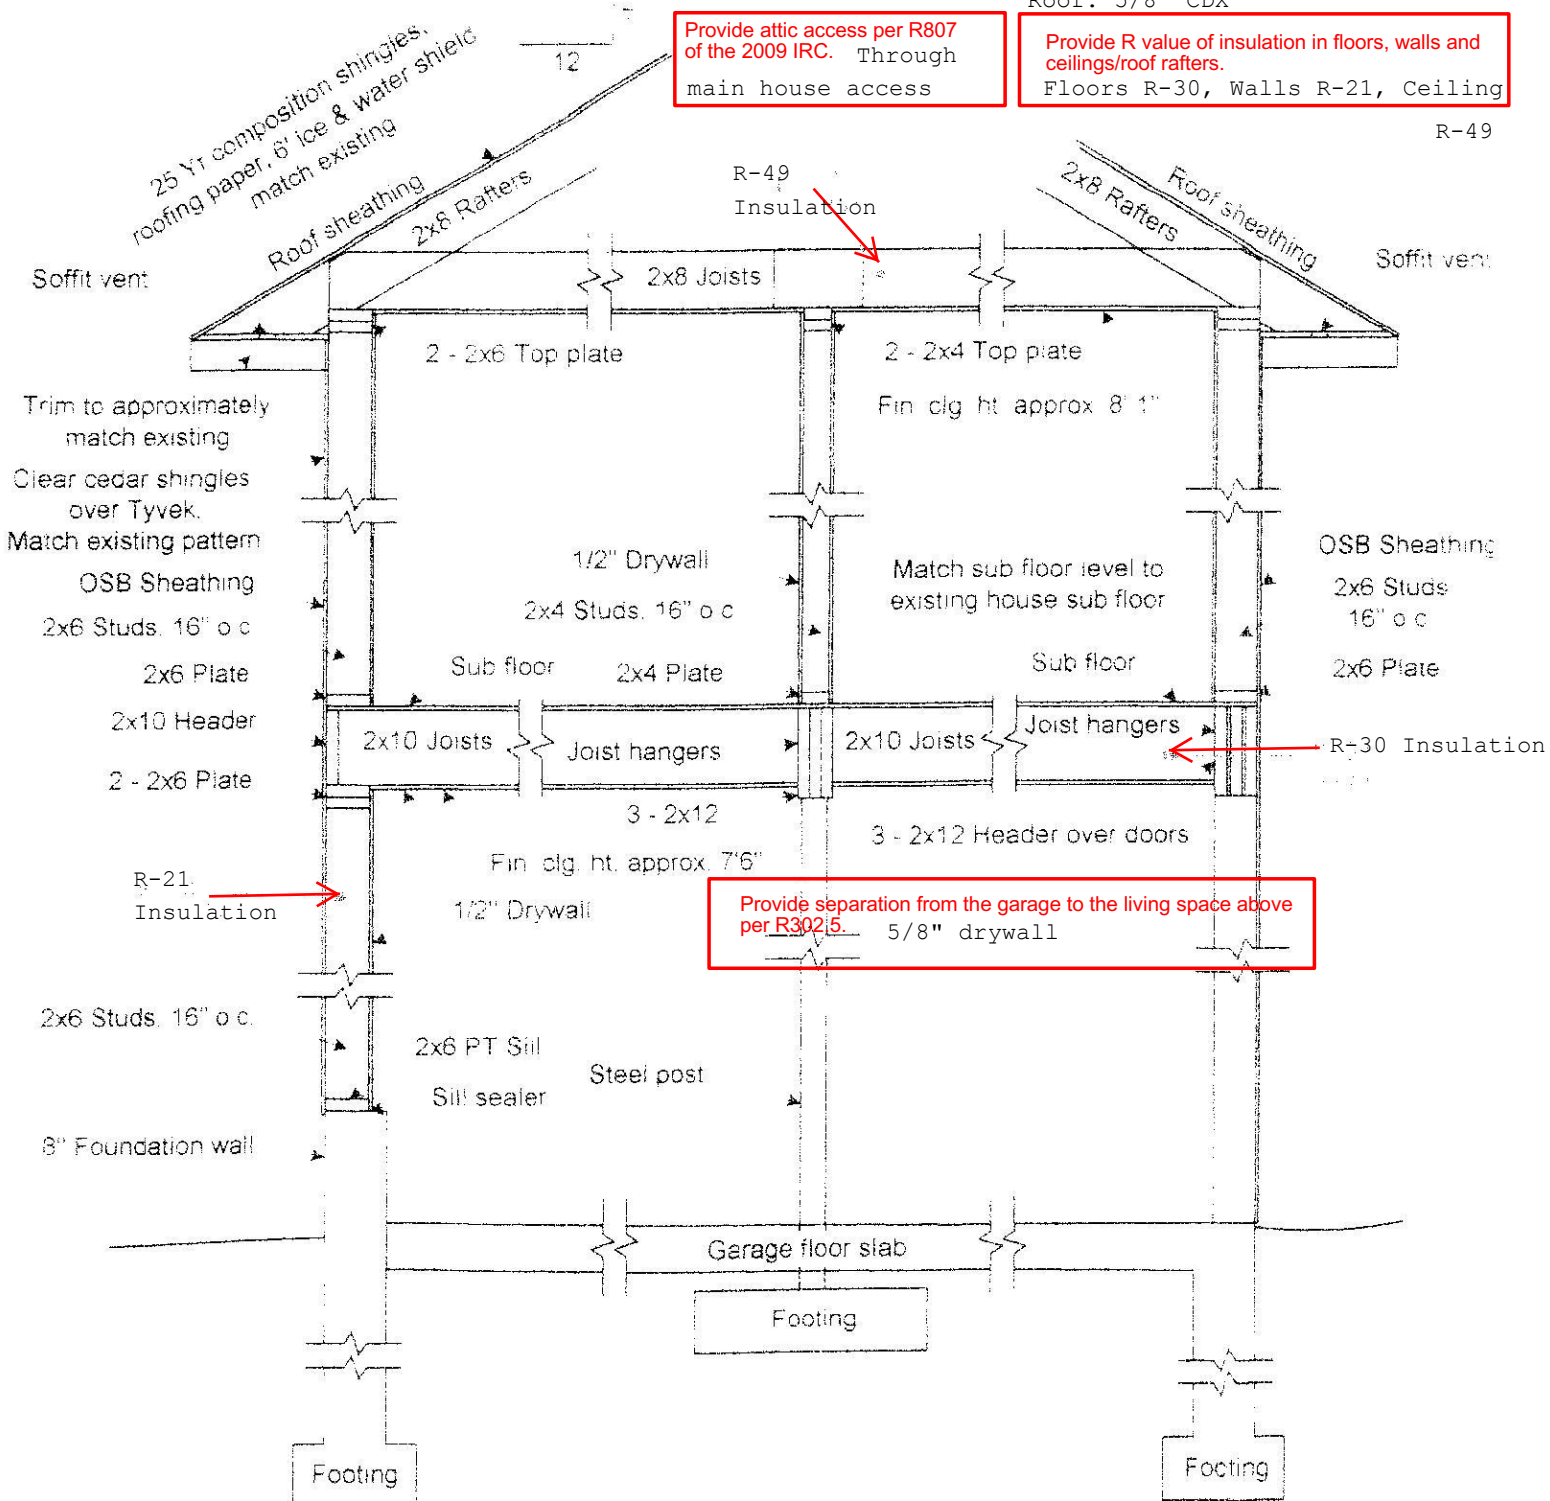 Roof: 5/8" CDX
12
Provide attic access per R807
of the 2009 IRC. Through
main house access
Provide R value of insulation in floors, walls and
ceilings/roof rafters.
Floors R-30, Walls R-21, Ceiling
R-49
25 Yr composition shingles,
roofing paper, 6' ice & water shield
match existing
Roof sheathing
2x8 Rafters
R-49
Insulation
2x8 Rafters
Roof sheathing
Soffit vent
2x8 Joists
Soffit vent
2 - 2x6 Top plate
2 - 2x4 Top plate
Trim to approximately
match existing
Fin clg ht approx 8' 1"
Clear cedar shingles
over Tyvek.
Match existing pattern
OSB Sheathing
2x6 Studs. 16" o c
2x6 Plate
2x10 Header
2 - 2x6 Plate
1/2" Drywall
2x4 Studs. 16" o c
Sub floor
2x4 Plate
Match sub floor level to
existing house sub floor
Sub floor
OSB Sheathing
2x6 Studs
16" o c
2x6 Plate
2x10 Joists
Joist hangers
2x10 Joists
Joist hangers
R-30 Insulation
3 - 2x12
3 - 2x12 Header over doors
Fin clg. ht. approx. 7'6"
R-21
Insulation
1/2" Drywall
Provide separation from the garage to the living space above
per R302.5. 5/8" drywall
2x6 Studs. 16" o c.
2x6 PT Sill
Sill sealer
Steel post
8" Foundation wall
Garage floor slab
Footing
Footing
Footing